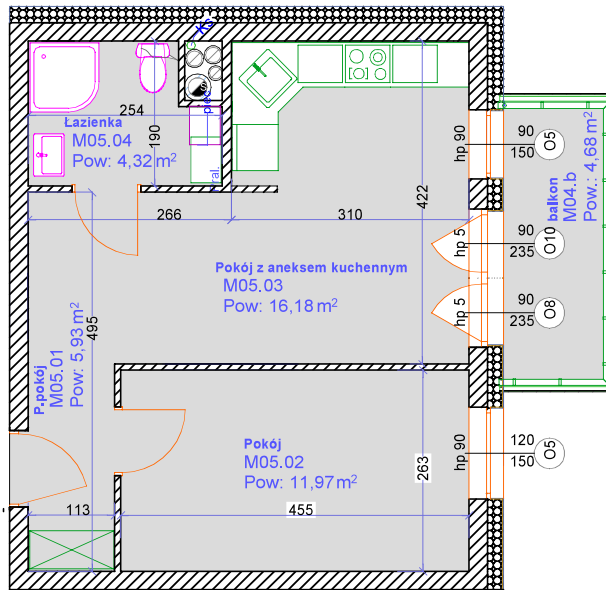 Ks
piec
254
Łazienka
M05.04
Pow: 4,32 m²
190
Pral.
266
310
422
hp 90
90
150
O5
balkon
M04.b
Pow.: 4,68 m²
hp 5
90
235
O10
Pokój z aneksem kuchennym
M05.03
Pow: 16,18 m²
hp 5
90
235
O8
495
P.pokój
M05.01
Pow: 5,93 m²
Pokój
M05.02
Pow: 11,97 m²
263
hp 90
120
150
O5
113
455